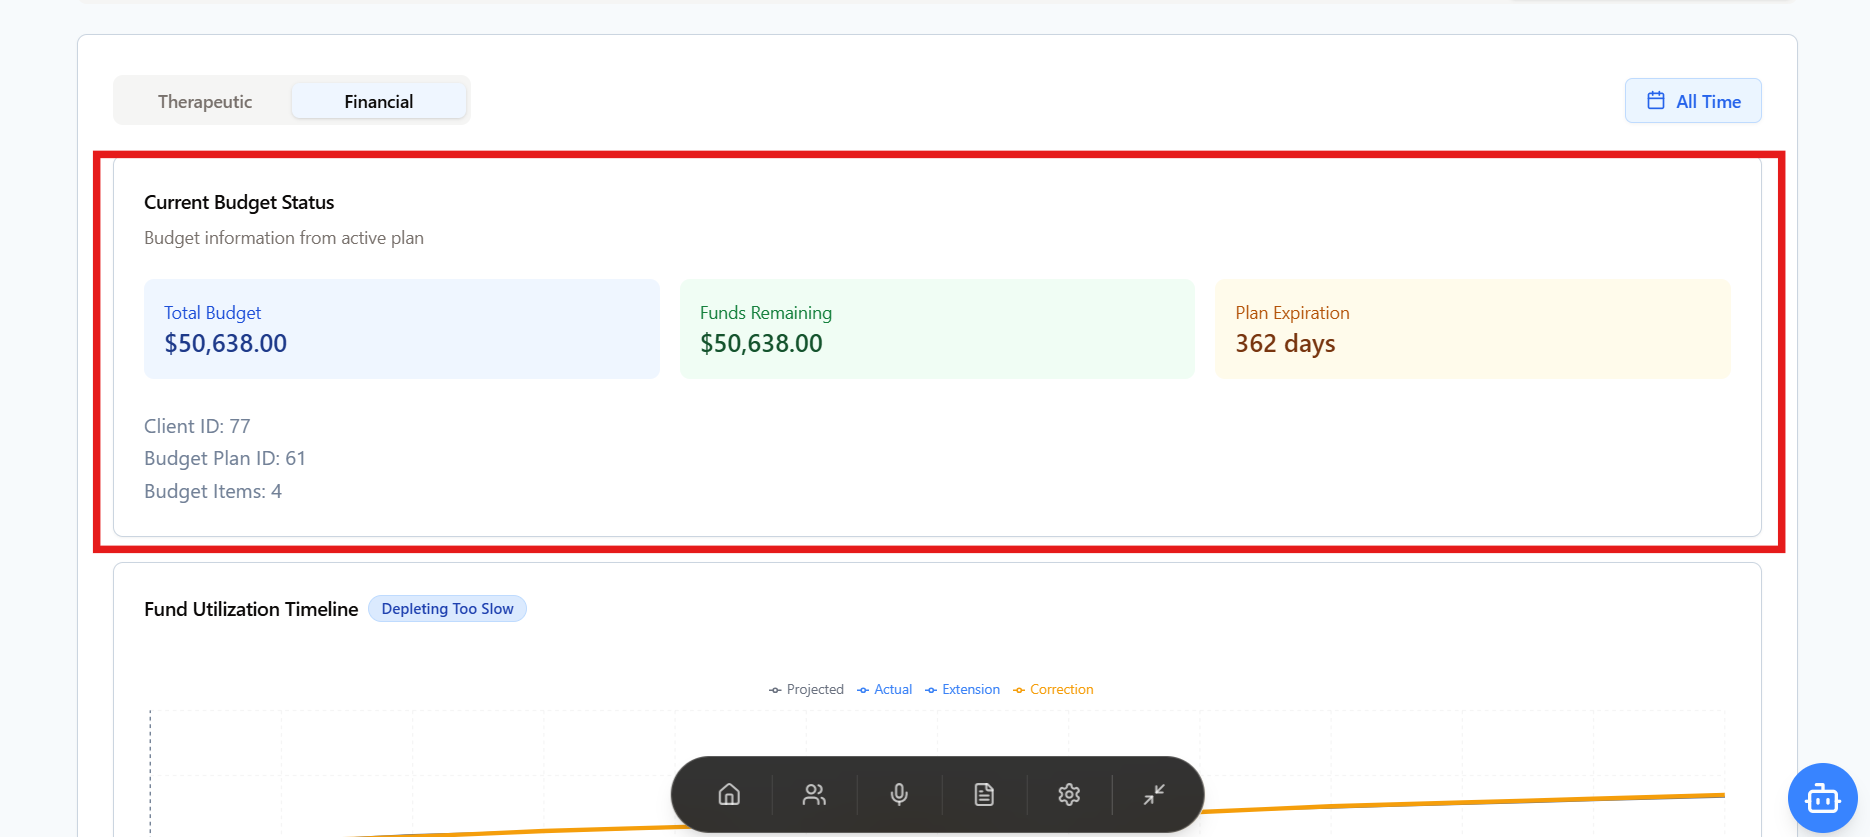 Therapeutic
Financial
All Time
Current Budget Status
Budget information from active plan
Total Budget
$50,638.00
Funds Remaining
$50,638.00
Plan Expiration
362 days
Client ID: 77
Budget Plan ID: 61
Budget Items: 4
Fund Utilization Timeline
Depleting Too Slow
Projected
Actual
Extension
Correction